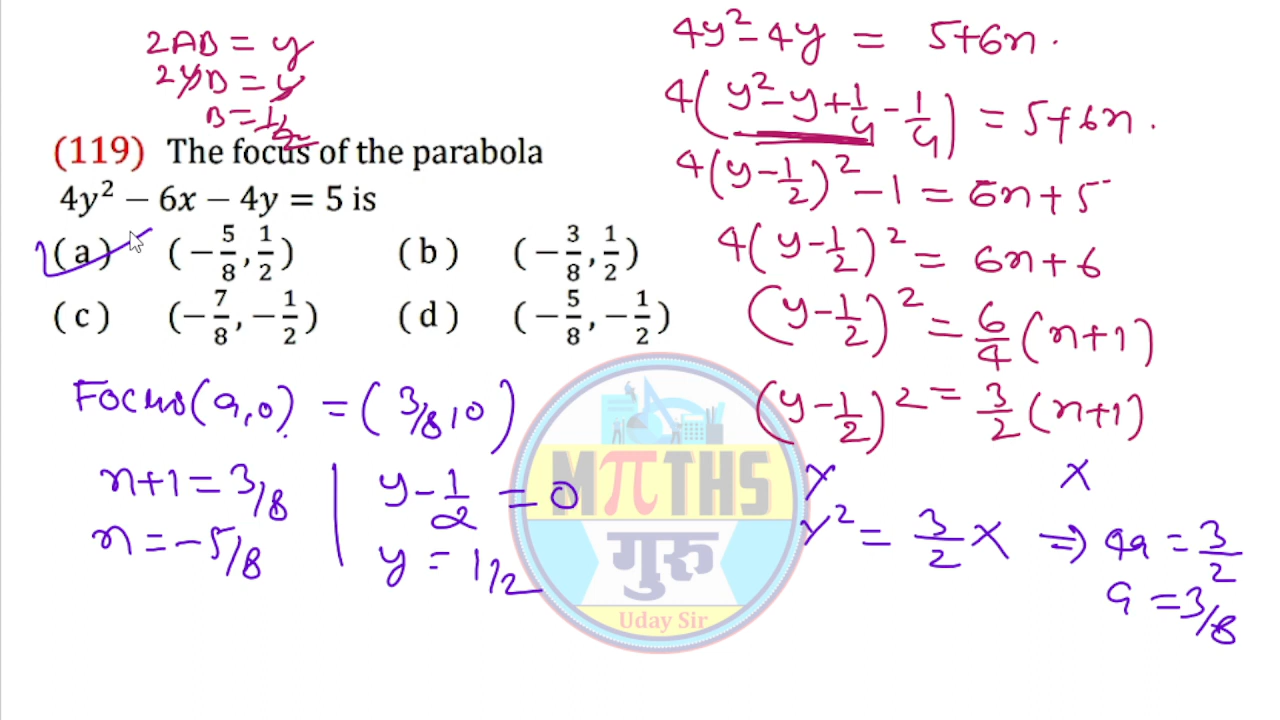 2AB = y
2yB = y
B = 1/2
(119) The focus of the parabola
4y² − 6x − 4y = 5 is
(a) (−5/8, 1/2) (b) (−3/8, 1/2)
(c) (−7/8, −1/2) (d) (−5/8, −1/2)
Focus (a, 0) = (3/8, 0)
x+1 = 3/8
x = −5/8
y − 1/2 = 0
y = 1/2
4y² − 4y = 5+6x.
4(y² − y + 1/4 − 1/4) = 5+6x.
4(y − 1/2)² − 1 = 6x+5
4(y − 1/2)² = 6x+6
(y − 1/2)² = 6/4 (x+1)
(y − 1/2)² = 3/2 (x+1)
Y X
Y² = 3/2 X ⇒ 4a = 3/2
a = 3/8
MπTHS
गुरु
Uday Sir